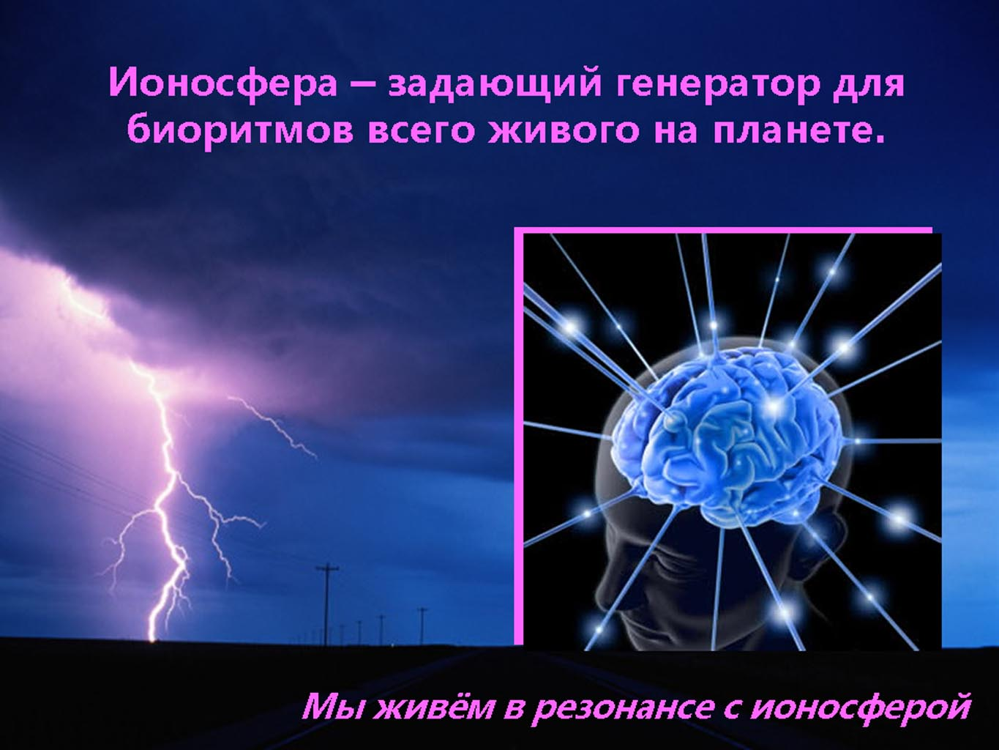 Ионосфера – задающий генератор для
биоритмов всего живого на планете.
Мы живём в резонансе с ионосферой